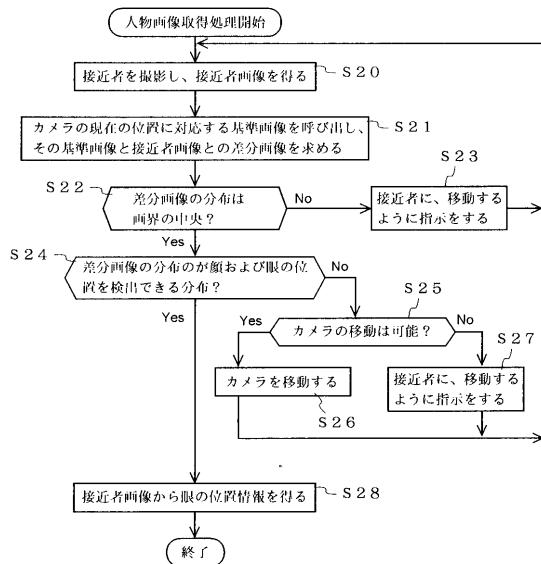 人物画像取得処理開始
接近者を撮影し、接近者画像を得る
S20
カメラの現在の位置に対応する基準画像を呼び出し、
その基準画像と接近者画像との差分画像を求める
S21
S22
差分画像の分布は
画界の中央?
No
Yes
S23
接近者に、移動する
ように指示をする
S24
差分画像の分布のが顔および眼の位
置を検出できる分布?
No
Yes
S25
カメラの移動は可能?
Yes
No
カメラを移動する
S26
S27
接近者に、移動する
ように指示をする
接近者画像から眼の位置情報を得る
S28
終了